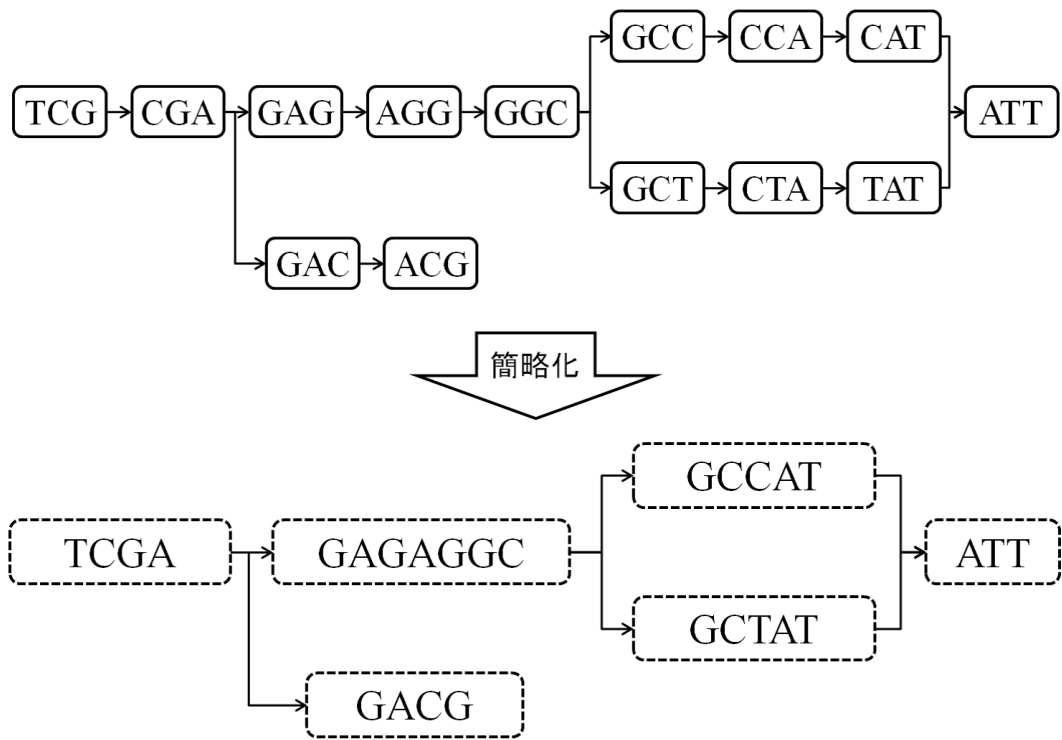 GCC CCA CAT
TCG CGA GAG AGG GGC ATT
GCT CTA TAT
GAC ACG
簡略化
GCCAT
TCGA GAGAGGC ATT
GCTAT
GACG